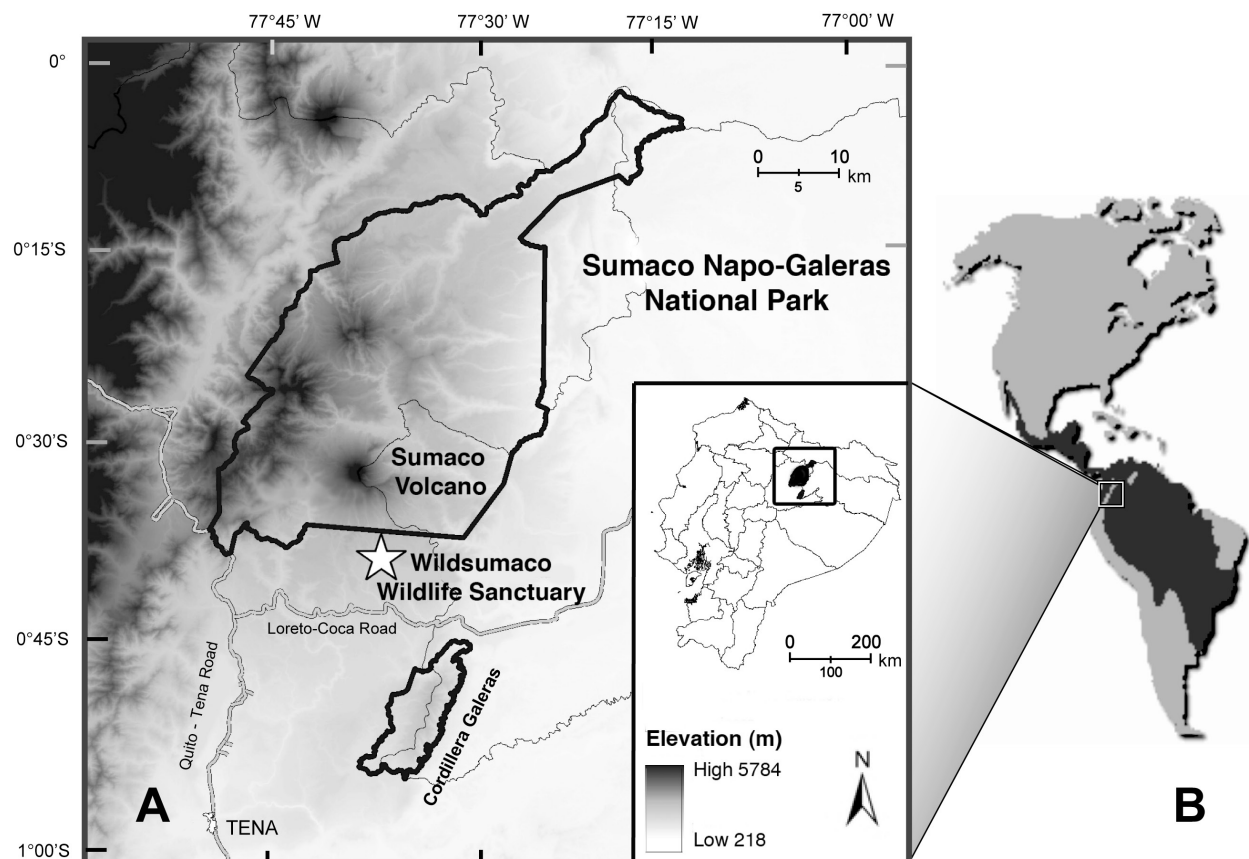 77°45' W
77°30' W
77°15' W
77°00' W
0°
0°15'S
0°30'S
0°45'S
1°00'S
0 10
5 km
Sumaco Napo-Galeras
National Park
Sumaco
Volcano
Wildsumaco
Wildlife Sanctuary
Loreto-Coca Road
Quito - Tena Road
Cordillera Galeras
A
TENA
0 200
100 km
Elevation (m)
High 5784
Low 218
N
B